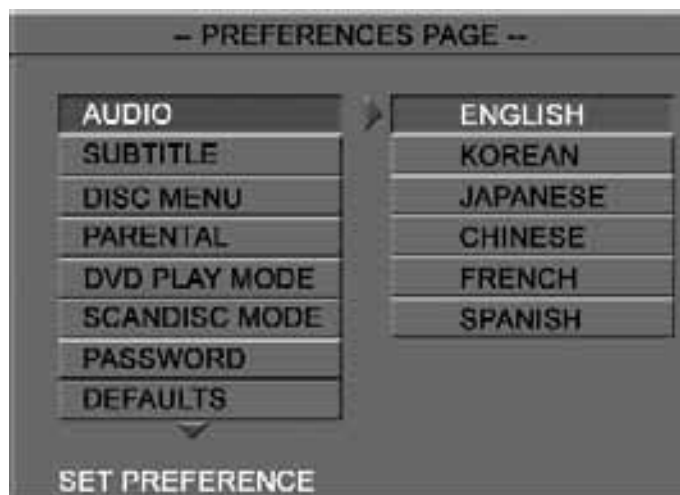 -- PREFERENCES PAGE --
AUDIO
SUBTITLE
DISC MENU
PARENTAL
DVD PLAY MODE
SCANDISC MODE
PASSWORD
DEFAULTS
ENGLISH
KOREAN
JAPANESE
CHINESE
FRENCH
SPANISH
SET PREFERENCE